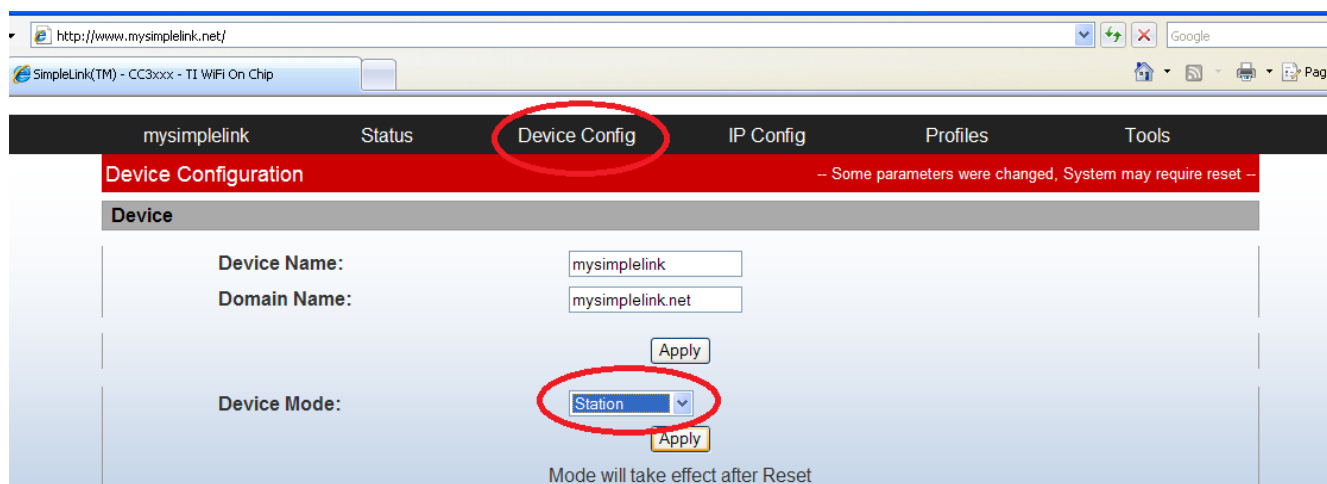 http://www.mysimplelink.net/ Google
SimpleLink(TM) - CC3xxx - TI WiFi On Chip Pag
mysimplelink Status Device Config IP Config Profiles Tools
Device Configuration -- Some parameters were changed, System may require reset --
Device
Device Name: mysimplelink
Domain Name: mysimplelink.net
Apply
Device Mode: Station
Apply
Mode will take effect after Reset